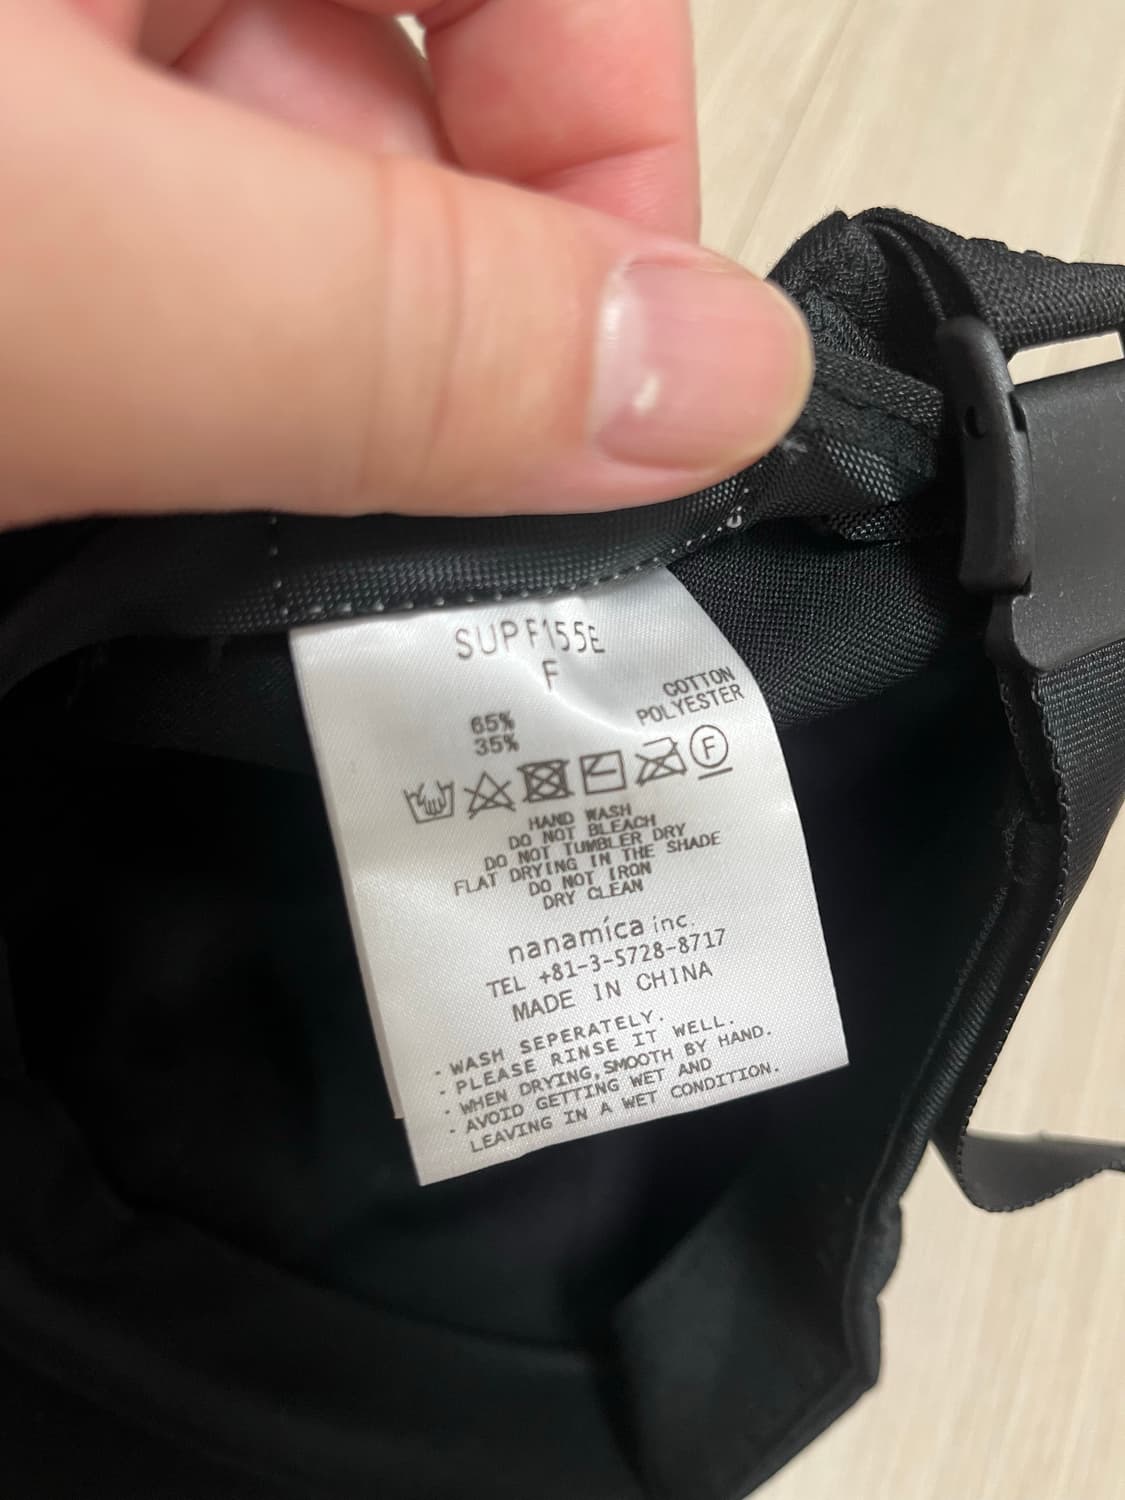 SUPF155E
F
65% COTTON
35% POLYESTER
F
HAND WASH
DO NOT BLEACH
DO NOT TUMBLER DRY
FLAT DRYING IN THE SHADE
DO NOT IRON
DRY CLEAN
nanamíca inc.
TEL +81-3-5728-8717
MADE IN CHINA
・WASH SEPERATELY.
・PLEASE RINSE IT WELL.
・WHEN DRYING,SMOOTH BY HAND.
・AVOID GETTING WET AND
LEAVING IN A WET CONDITION.